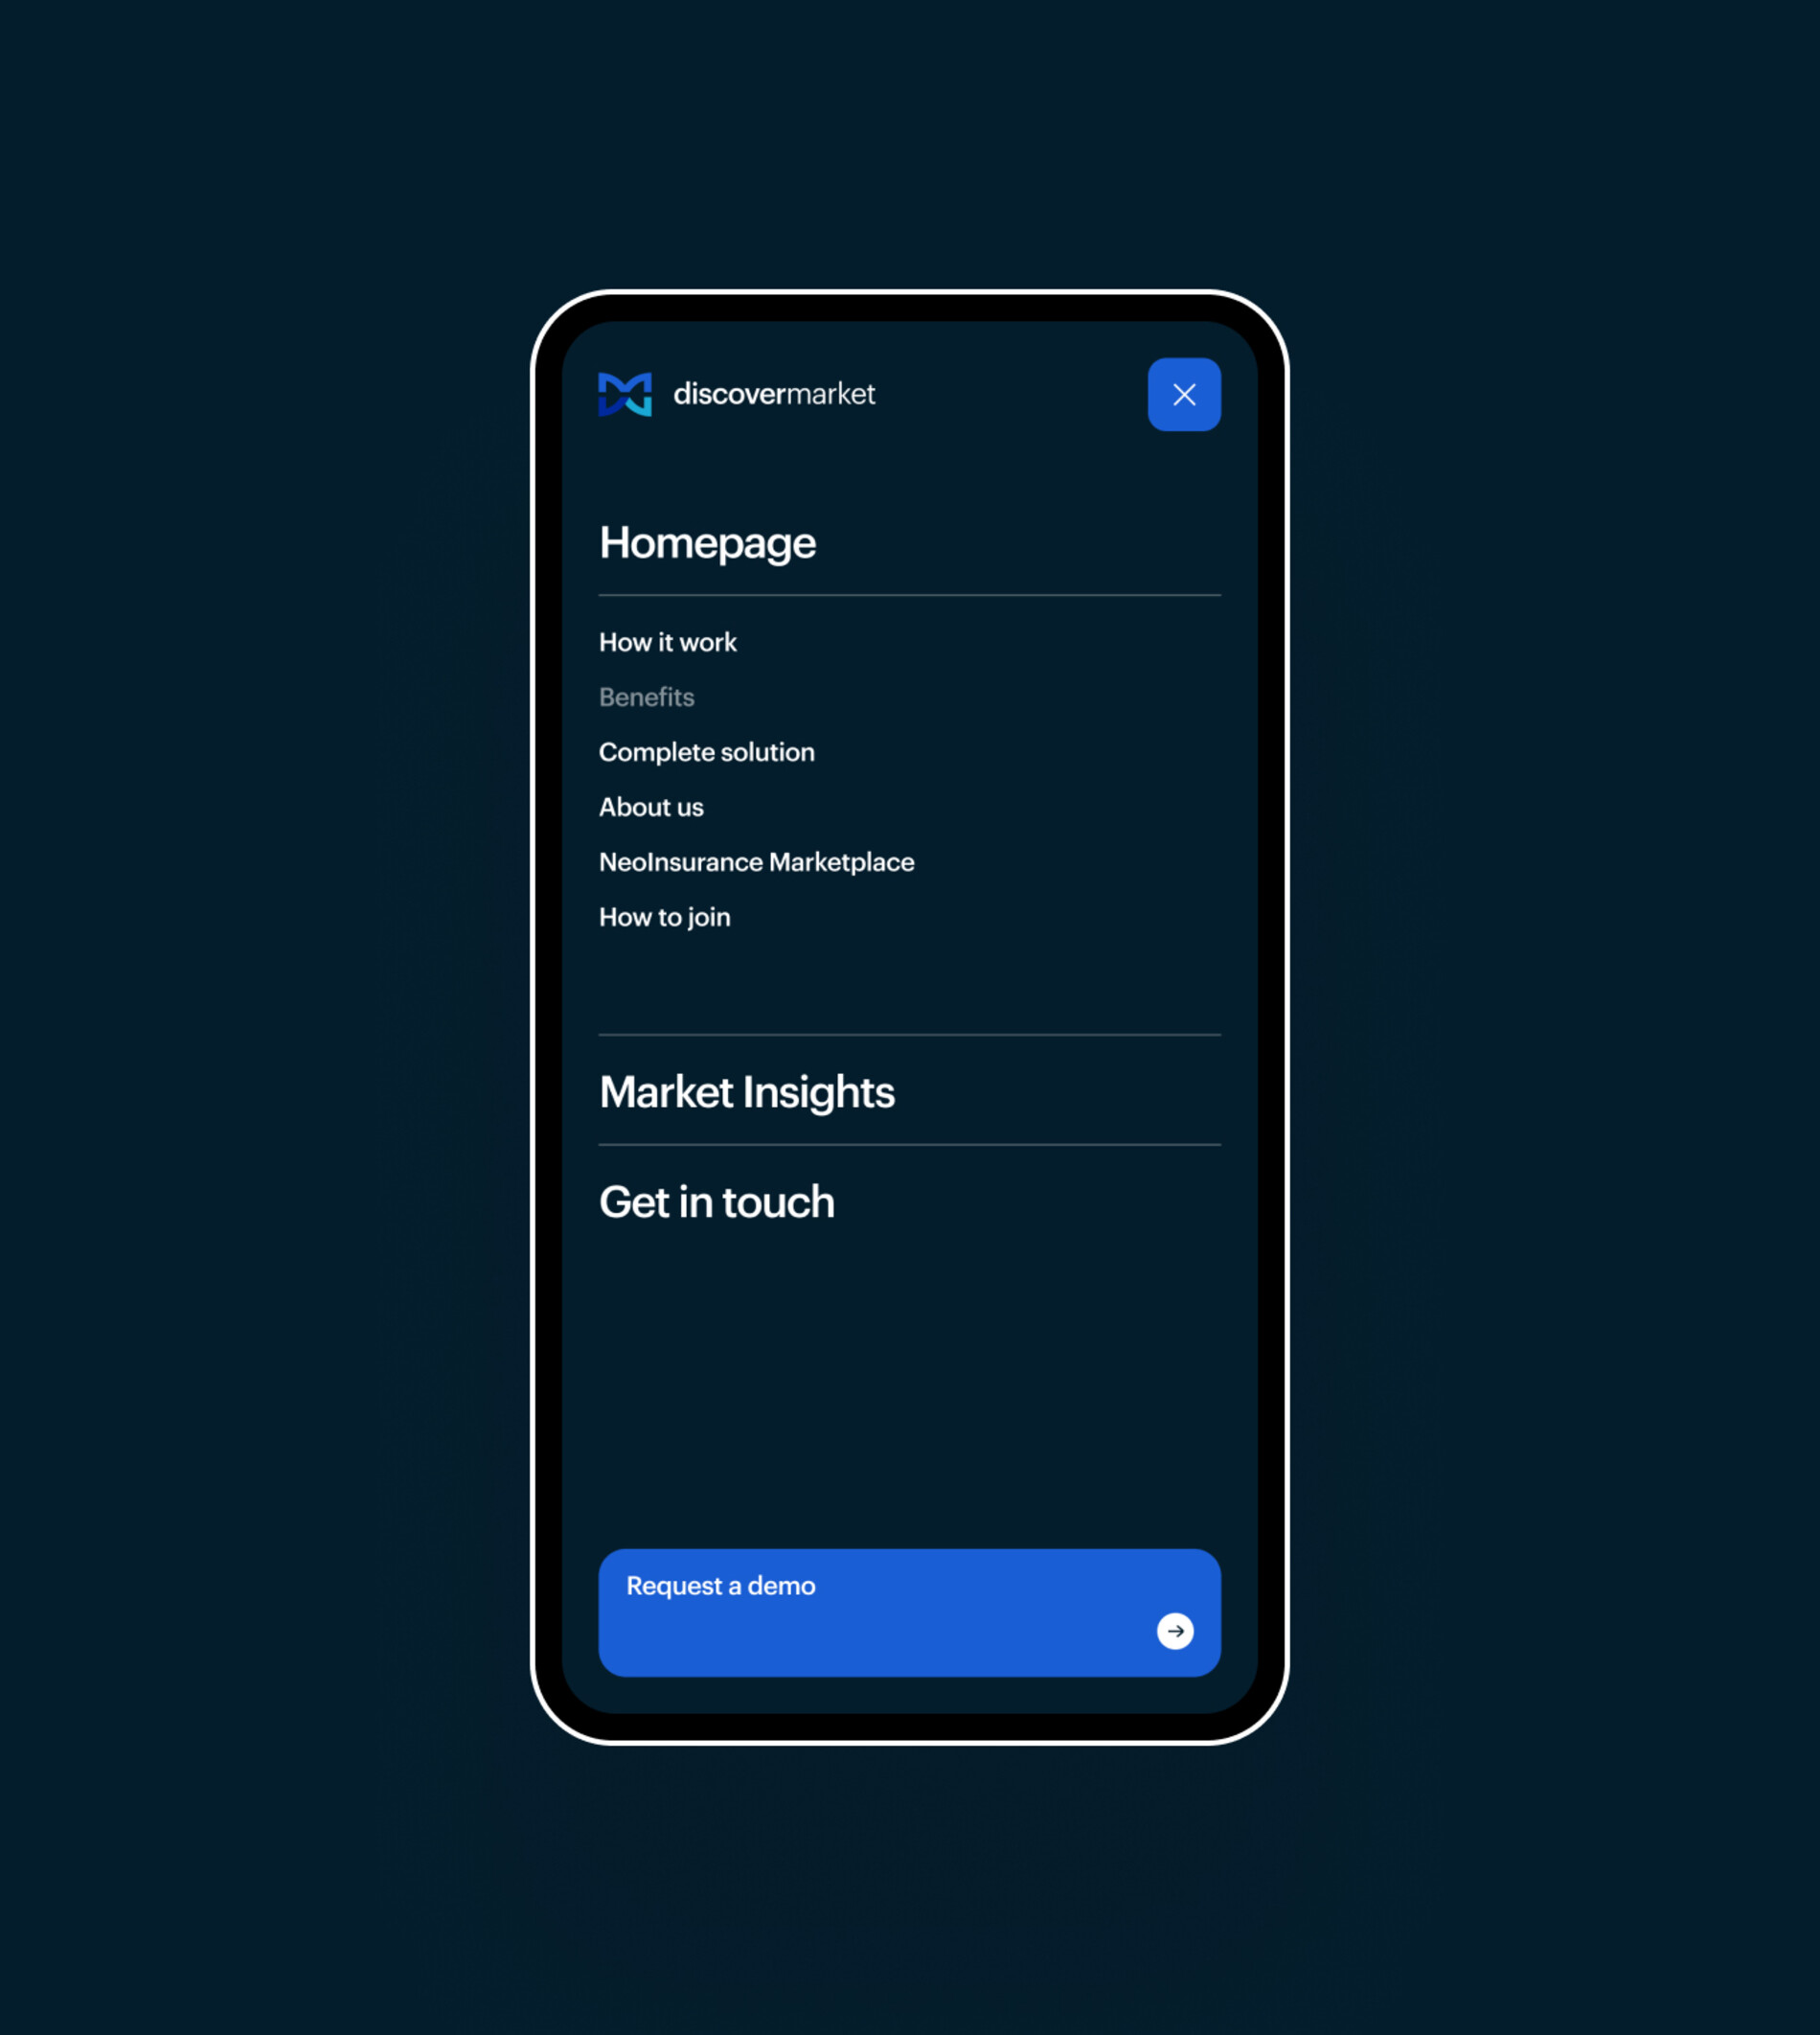 discovermarket
Homepage
How it work
Benefits
Complete solution
About us
NeoInsurance Marketplace
How to join
Market Insights
Get in touch
Request a demo